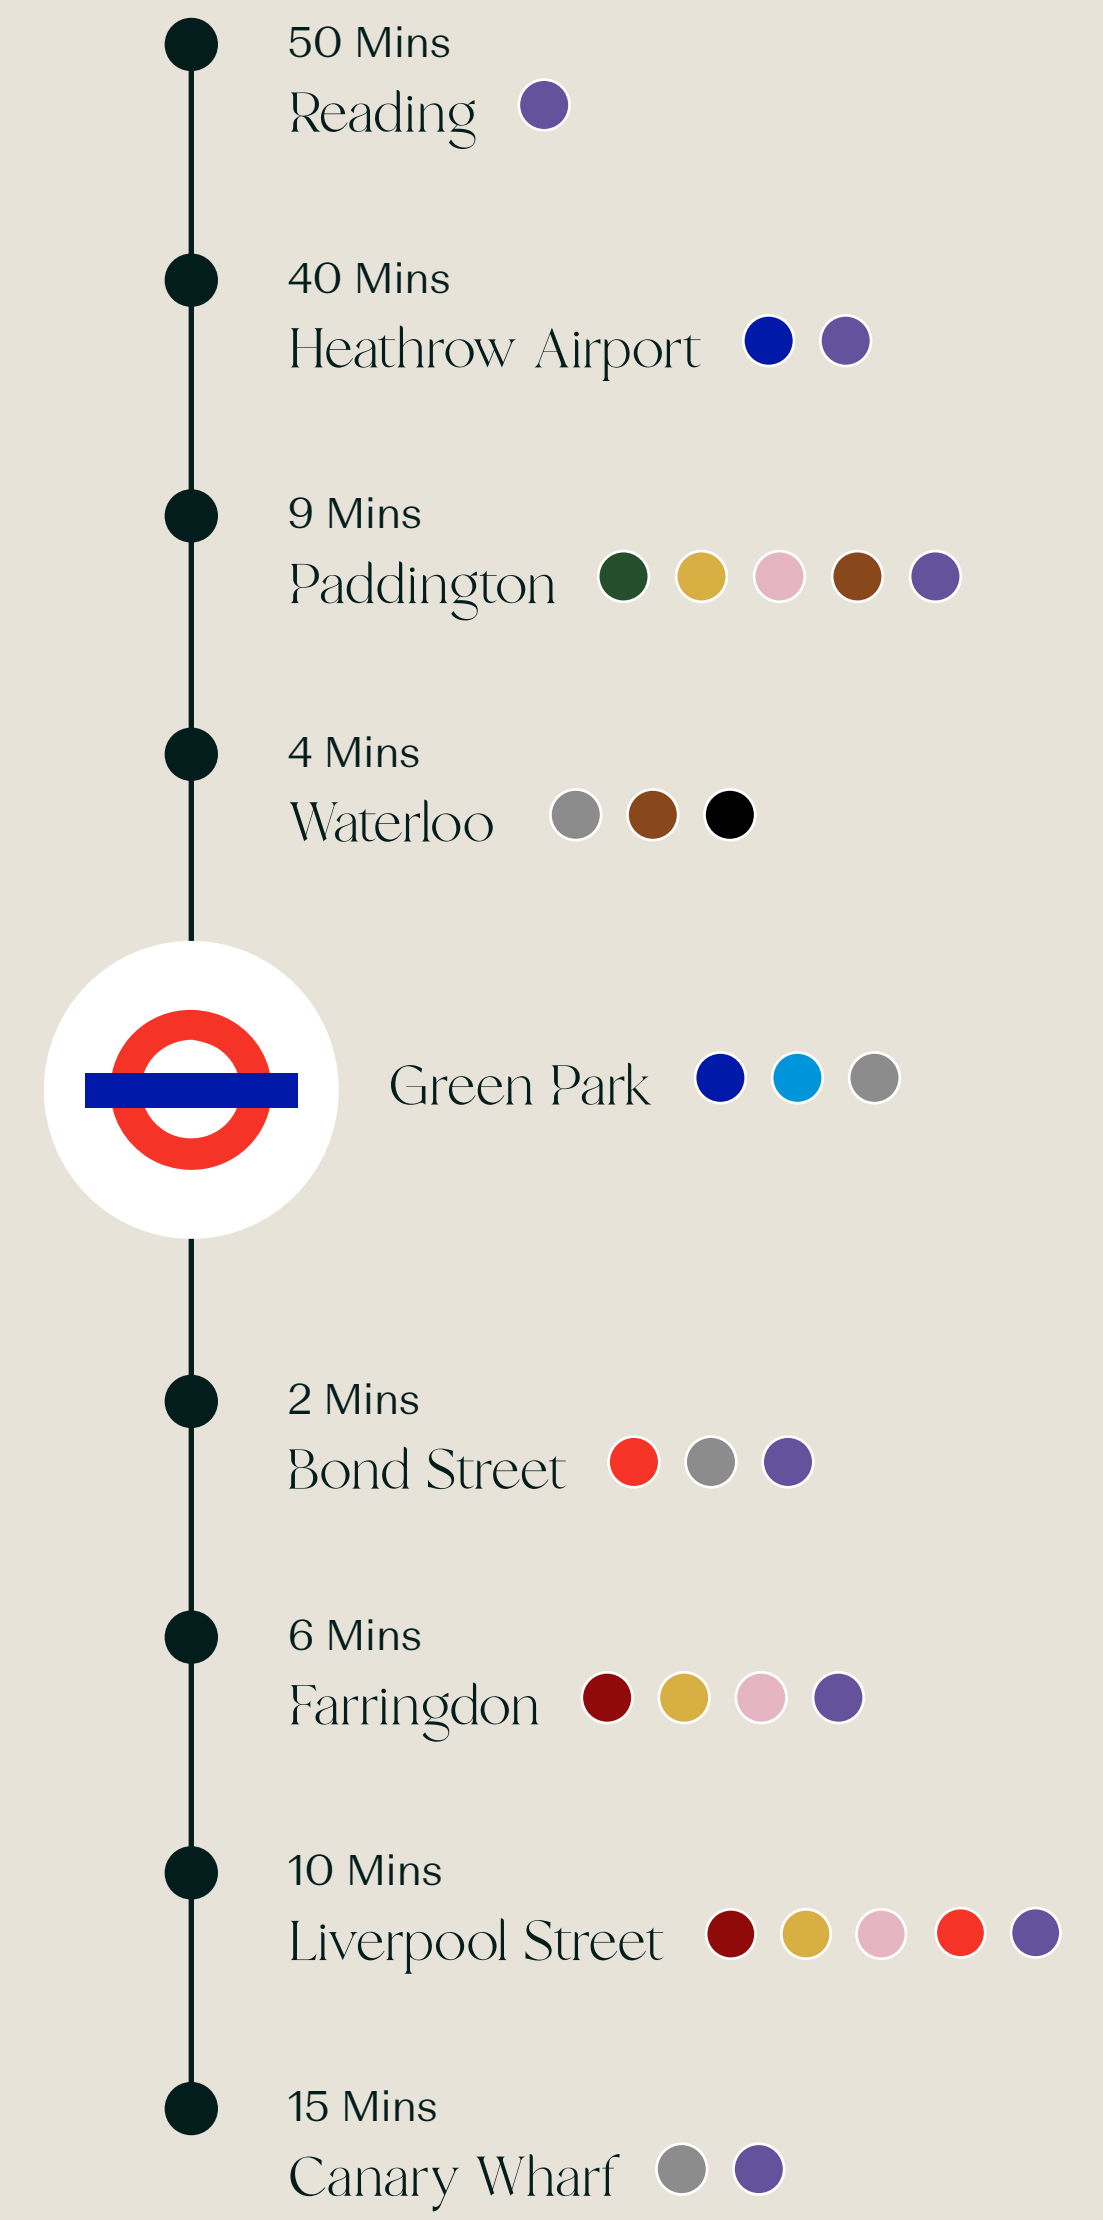 50 Mins
Reading
40 Mins
Heathrow Airport
9 Mins
Paddington
4 Mins
Waterloo
Green Park
2 Mins
Bond Street
6 Mins
Farringdon
10 Mins
Liverpool Street
15 Mins
Canary Wharf